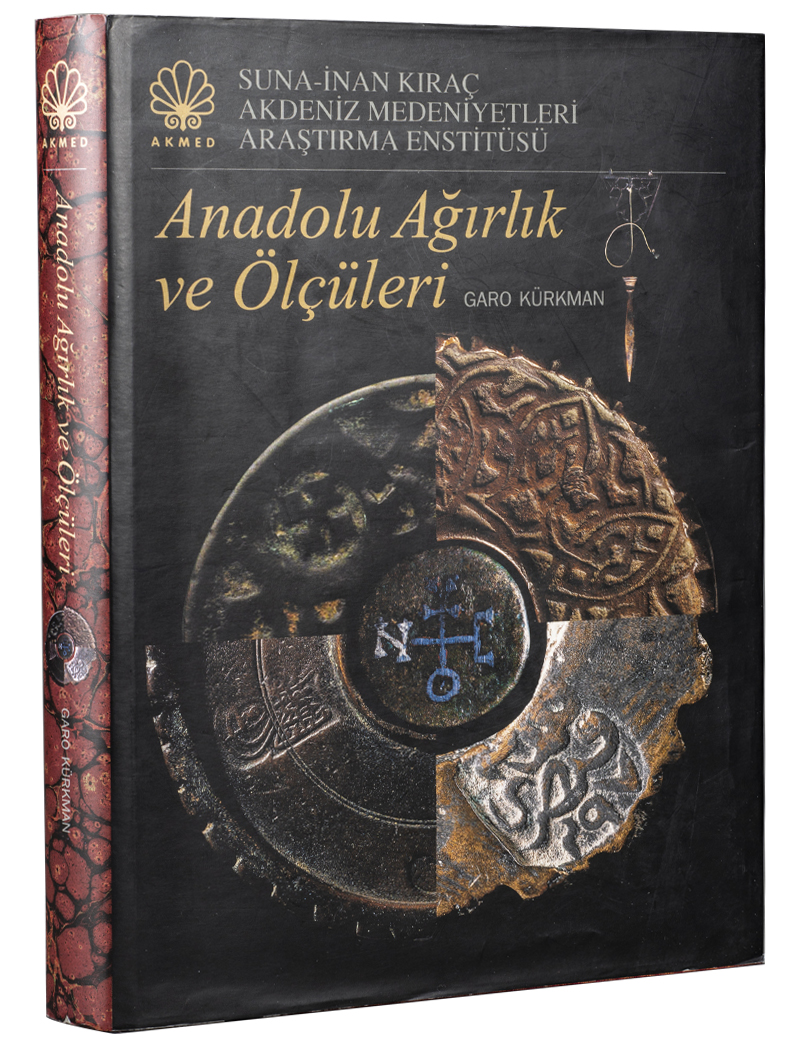 AKMED
Anadolu Ağırlık ve Ölçüleri
GARO KÜRKMAN
AKMED
SUNA-İNAN KIRAÇ
AKDENİZ MEDENİYETLERİ
ARAŞTIRMA ENSTİTÜSÜ
Anadolu Ağırlık
ve Ölçüleri
GARO KÜRKMAN